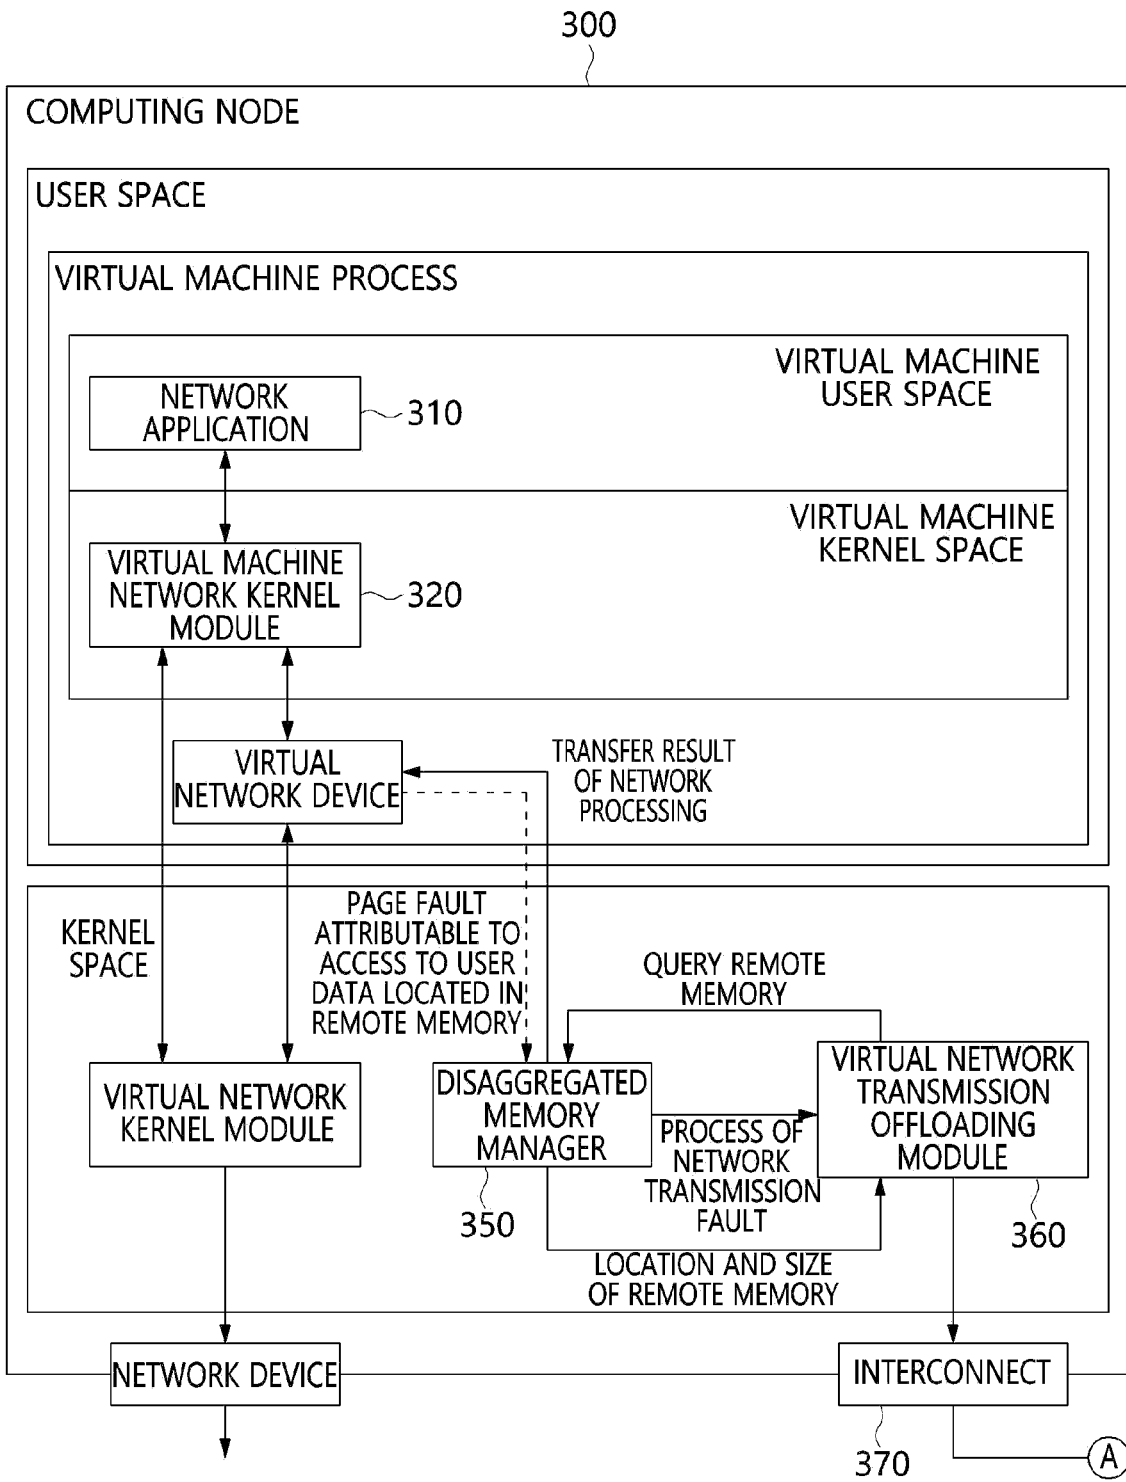 300
COMPUTING NODE
USER SPACE
VIRTUAL MACHINE PROCESS
VIRTUAL MACHINE
USER SPACE
NETWORK
APPLICATION
310
VIRTUAL MACHINE
KERNEL SPACE
VIRTUAL MACHINE
NETWORK KERNEL
MODULE
320
VIRTUAL
NETWORK DEVICE
TRANSFER RESULT
OF NETWORK
PROCESSING
KERNEL
SPACE
PAGE FAULT
ATTRIBUTABLE TO
ACCESS TO USER
DATA LOCATED IN
REMOTE MEMORY
QUERY REMOTE
MEMORY
VIRTUAL NETWORK
KERNEL MODULE
DISAGGREGATED
MEMORY
MANAGER
350
PROCESS OF
NETWORK
TRANSMISSION
FAULT
VIRTUAL NETWORK
TRANSMISSION
OFFLOADING
MODULE
360
LOCATION AND SIZE
OF REMOTE MEMORY
NETWORK DEVICE
INTERCONNECT
370
A